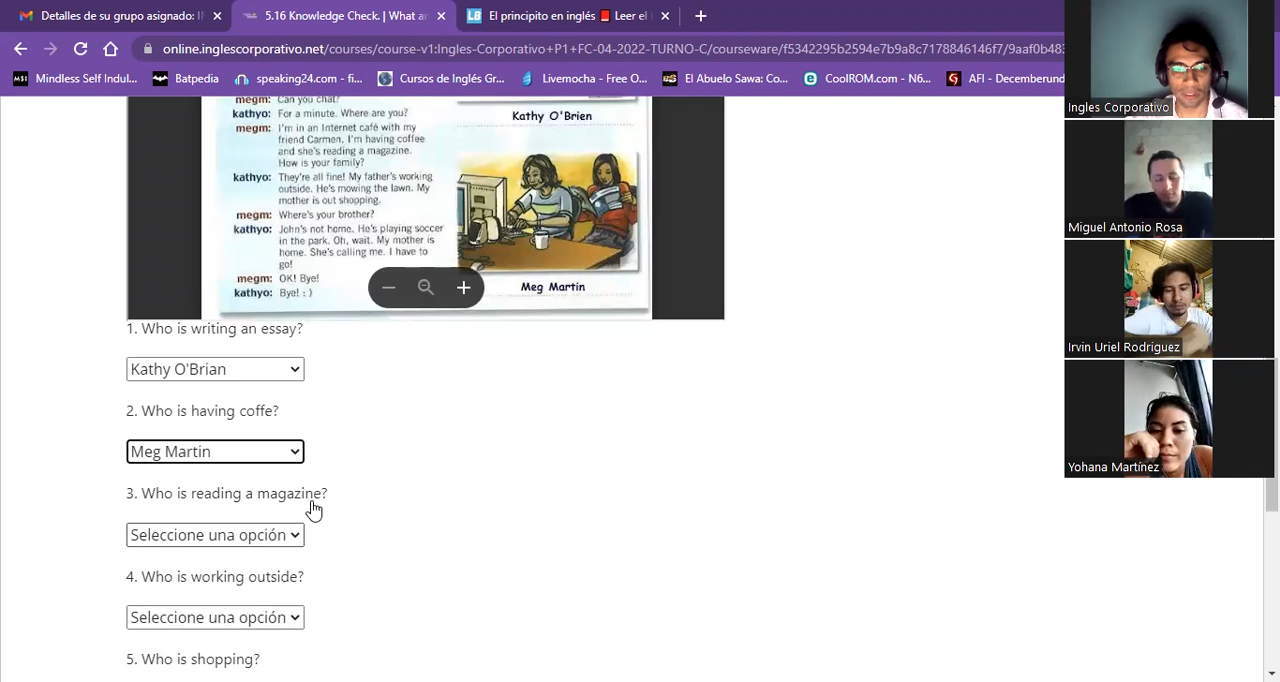 Detalles de su grupo asignado: I
5.16 Knowledge Check. | What ar
El principito en inglés 📕 Leer el
online.inglescorporativo.net/courses/course-v1:Ingles-Corporativo+P1+FC-04-2022-TURNO-C/courseware/f5342295b2594e7b9a8c7178846146f7/9aaf0b483
Mindless Self Indul...
Batpedia
speaking24.com - fi...
Cursos de Inglés Gr...
Livemocha - Free O...
El Abuelo Sawa: Co...
CoolROM.com - N6...
AFI - Decemberund
megm: Can you chat?
kathyo: For a minute. Where are you?
megm: I'm in an Internet café with my
friend Carmen. I'm having coffee
and she's reading a magazine.
How is your family?
kathyo: They're all fine! My father's working
outside. He's mowing the lawn. My
mother is out shopping.
megm: Where's your brother?
kathyo: John's not home. He's playing soccer
in the park. Oh, wait. My mother is
home. She's calling me. I have to
go!
megm: OK! Bye!
kathyo: Bye! : )
Kathy O'Brien
Meg Martin
1. Who is writing an essay?
Kathy O'Brian
2. Who is having coffe?
Meg Martin
3. Who is reading a magazine?
Seleccione una opción
4. Who is working outside?
Seleccione una opción
5. Who is shopping?
Ingles Corporativo
Miguel Antonio Rosa
Irvin Uriel Rodriguez
Yohana Martínez